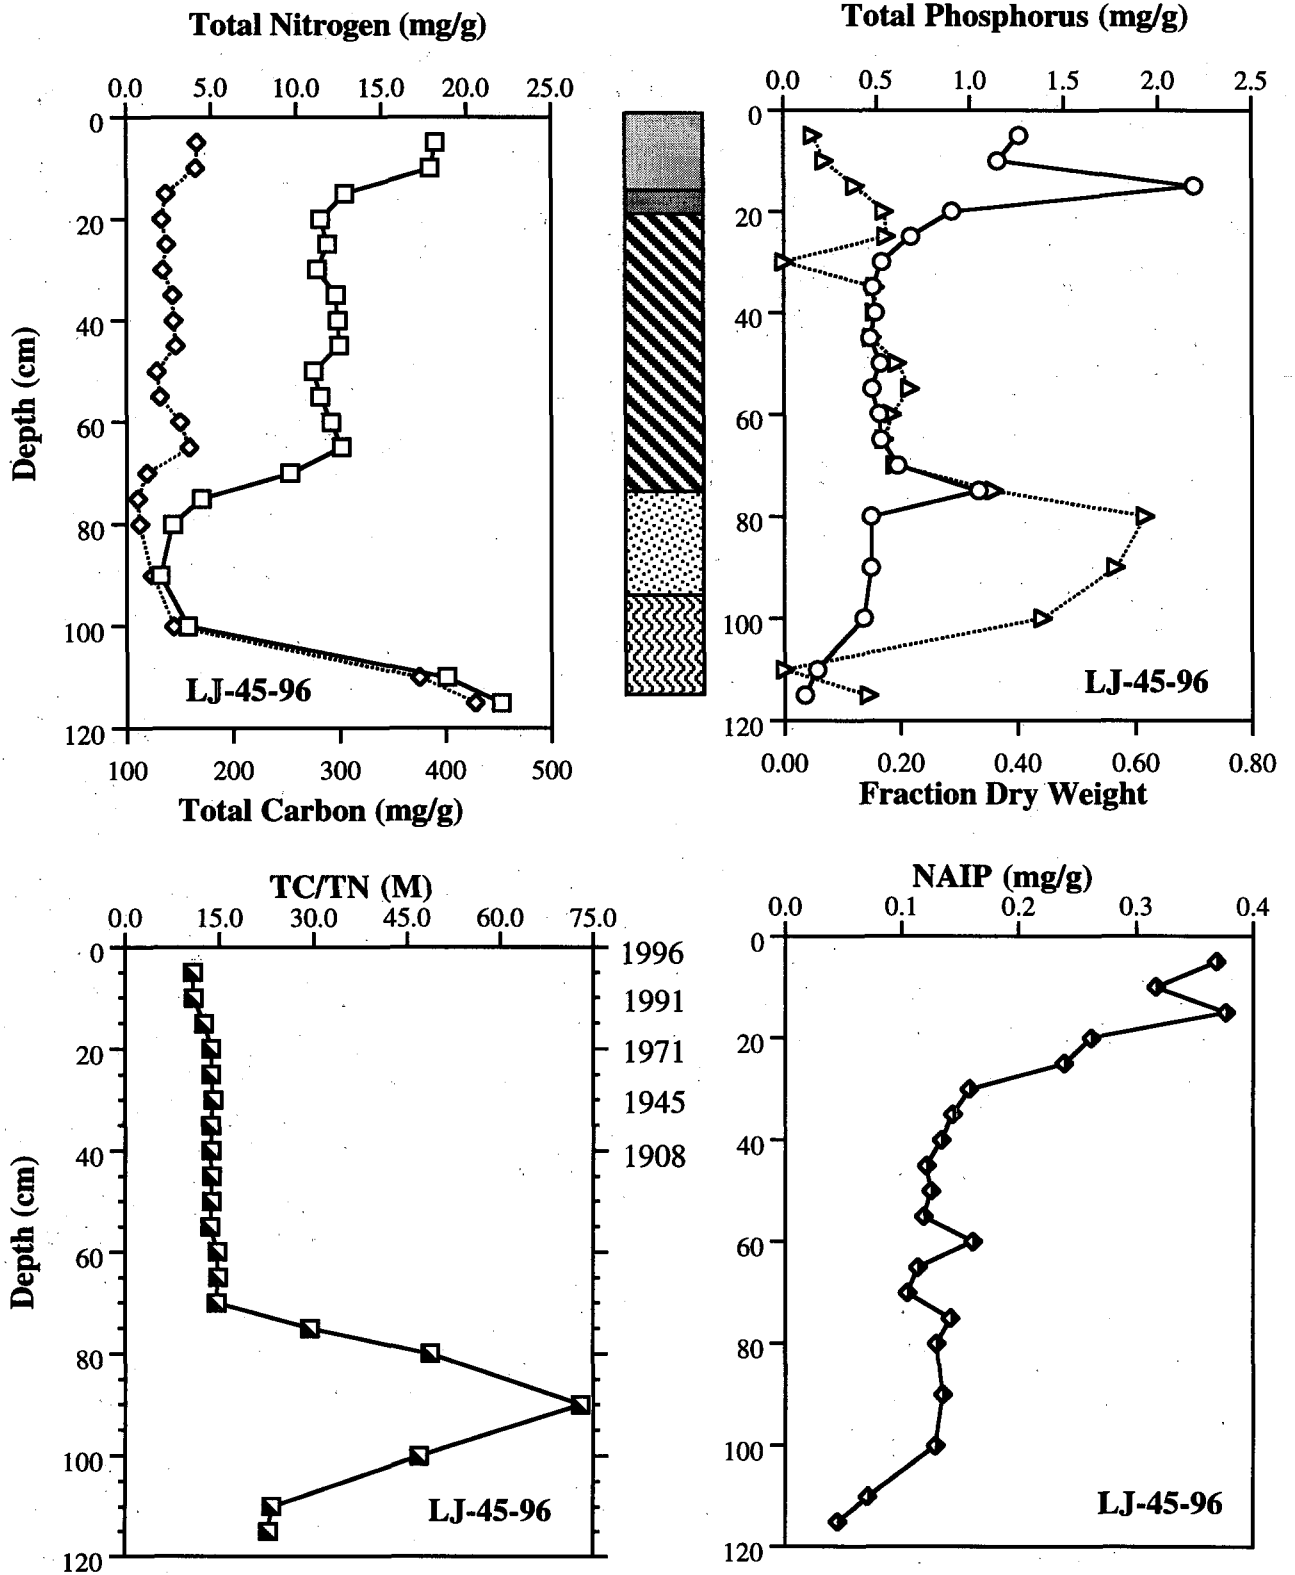 Total Nitrogen (mg/g)
0.0 5.0 10.0 15.0 20.0 25.0
0
20
40
60
80
100
120
Depth (cm)
LJ-45-96
100 200 300 400 500
Total Carbon (mg/g)
Total Phosphorus (mg/g)
0.0 0.5 1.0 1.5 2.0 2.5
0
20
40
60
80
100
120
LJ-45-96
0.00 0.20 0.40 0.60 0.80
Fraction Dry Weight
TC/TN (M)
0.0 15.0 30.0 45.0 60.0 75.0
0
20
40
60
80
100
120
Depth (cm)
1996
1991
1971
1945
1908
LJ-45-96
NAIP (mg/g)
0.0 0.1 0.2 0.3 0.4
0
20
40
60
80
100
120
LJ-45-96